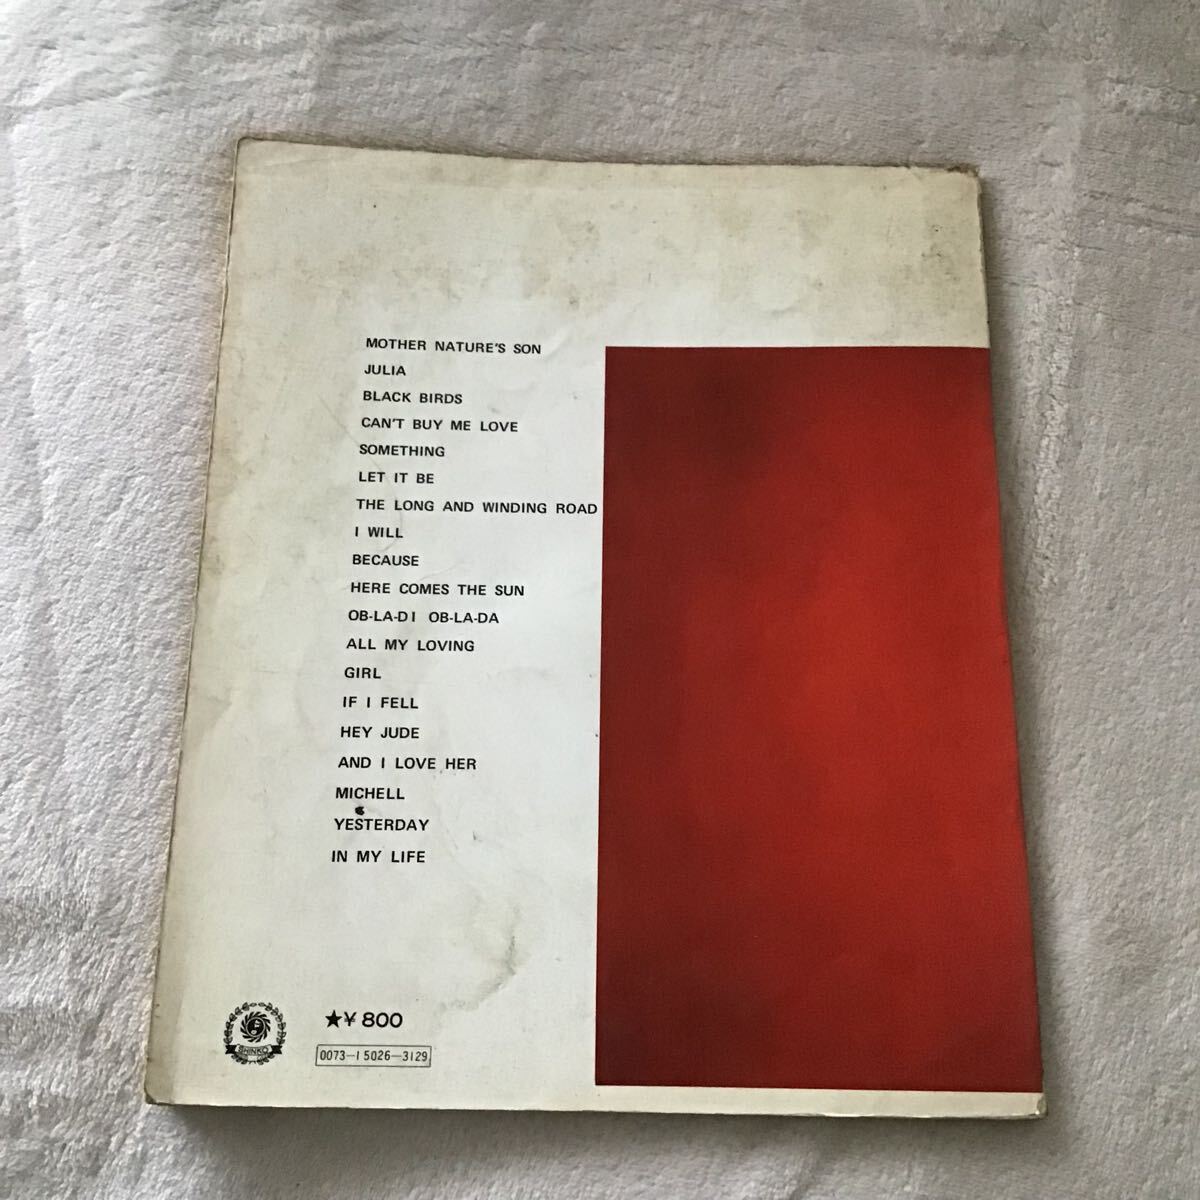 MOTHER NATURE'S SON
JULIA
BLACK BIRDS
CAN'T BUY ME LOVE
SOMETHING
LET IT BE
THE LONG AND WINDING ROAD
I WILL
BECAUSE
HERE COMES THE SUN
OB-LA-DI OB-LA-DA
ALL MY LOVING
GIRL
IF I FELL
HEY JUDE
AND I LOVE HER
MICHELL
YESTERDAY
IN MY LIFE
SHINKO
★¥ 800
0073-15026-3129